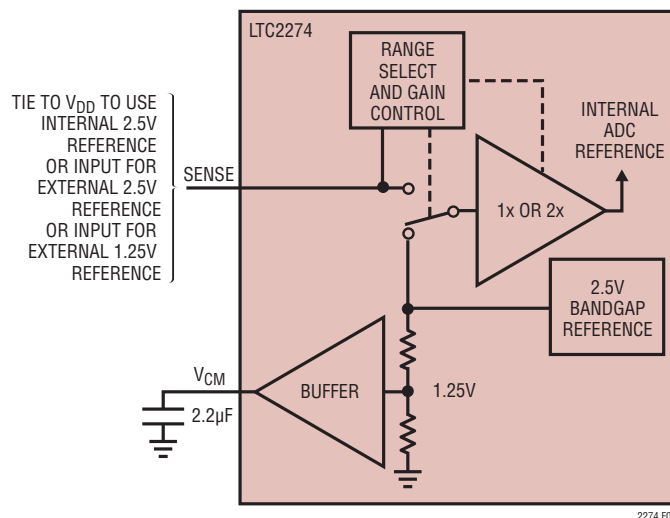 LTC2274
RANGE
SELECT
AND GAIN
CONTROL
TIE TO VDD TO USE
INTERNAL 2.5V
REFERENCE
OR INPUT FOR
EXTERNAL 2.5V
REFERENCE
OR INPUT FOR
EXTERNAL 1.25V
REFERENCE
SENSE
INTERNAL
ADC
REFERENCE
1x OR 2x
2.5V
BANDGAP
REFERENCE
VCM
BUFFER
1.25V
2.2µF